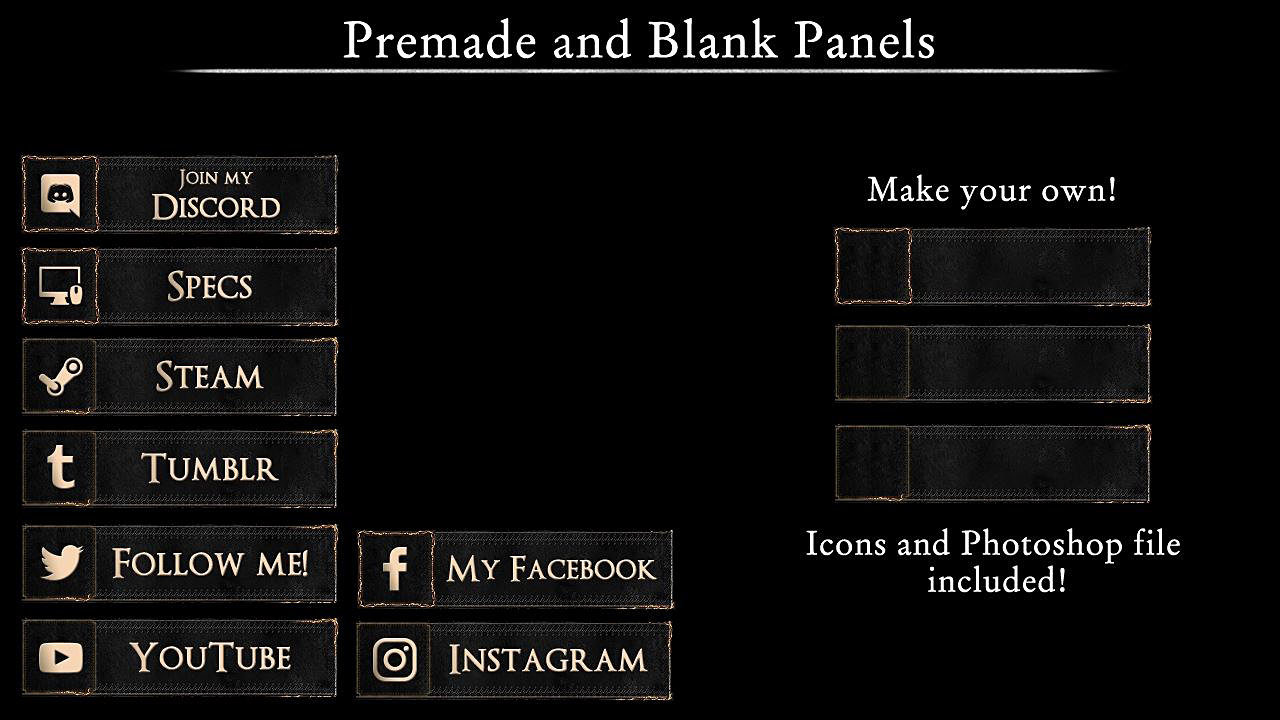 Premade and Blank Panels
Join my
Discord
Specs
Steam
Tumblr
Follow me!
YouTube
My Facebook
Instagram
Make your own!
Icons and Photoshop file
included!